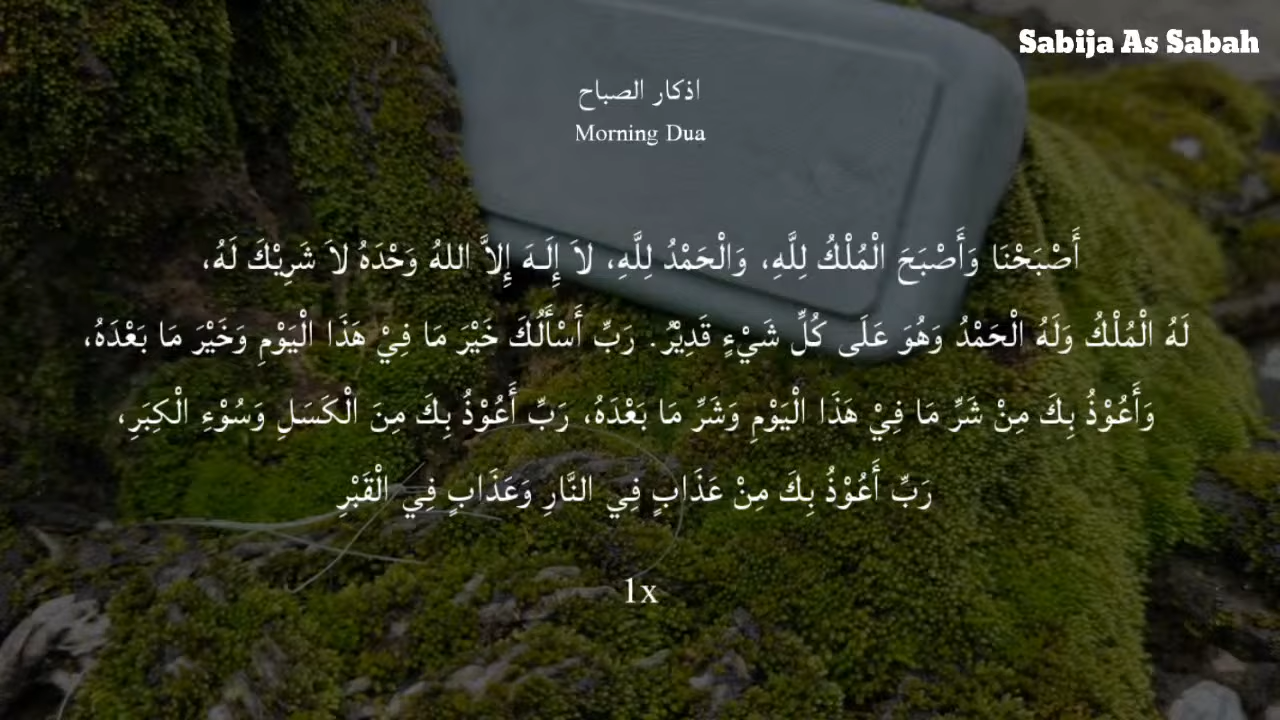 Sabija As Sabah
اذكار الصباح
Morning Dua
أَصْبَحْنَا وَأَصْبَحَ الْمُلْكُ لِلَّهِ، وَالْحَمْدُ لِلَّهِ، لاَ إِلَـهَ إِلاَّ اللهُ وَحْدَهُ لاَ شَرِيْكَ لَهُ،
لَهُ الْمُلْكُ وَلَهُ الْحَمْدُ وَهُوَ عَلَى كُلِّ شَيْءٍ قَدِيْرٌ. رَبِّ أَسْأَلُكَ خَيْرَ مَا فِيْ هَذَا الْيَوْمِ وَخَيْرَ مَا بَعْدَهُ،
وَأَعُوْذُ بِكَ مِنْ شَرِّ مَا فِيْ هَذَا الْيَوْمِ وَشَرِّ مَا بَعْدَهُ، رَبِّ أَعُوْذُ بِكَ مِنَ الْكَسَلِ وَسُوْءِ الْكِبَرِ،
رَبِّ أَعُوْذُ بِكَ مِنْ عَذَابٍ فِي النَّارِ وَعَذَابٍ فِي الْقَبْرِ
1x